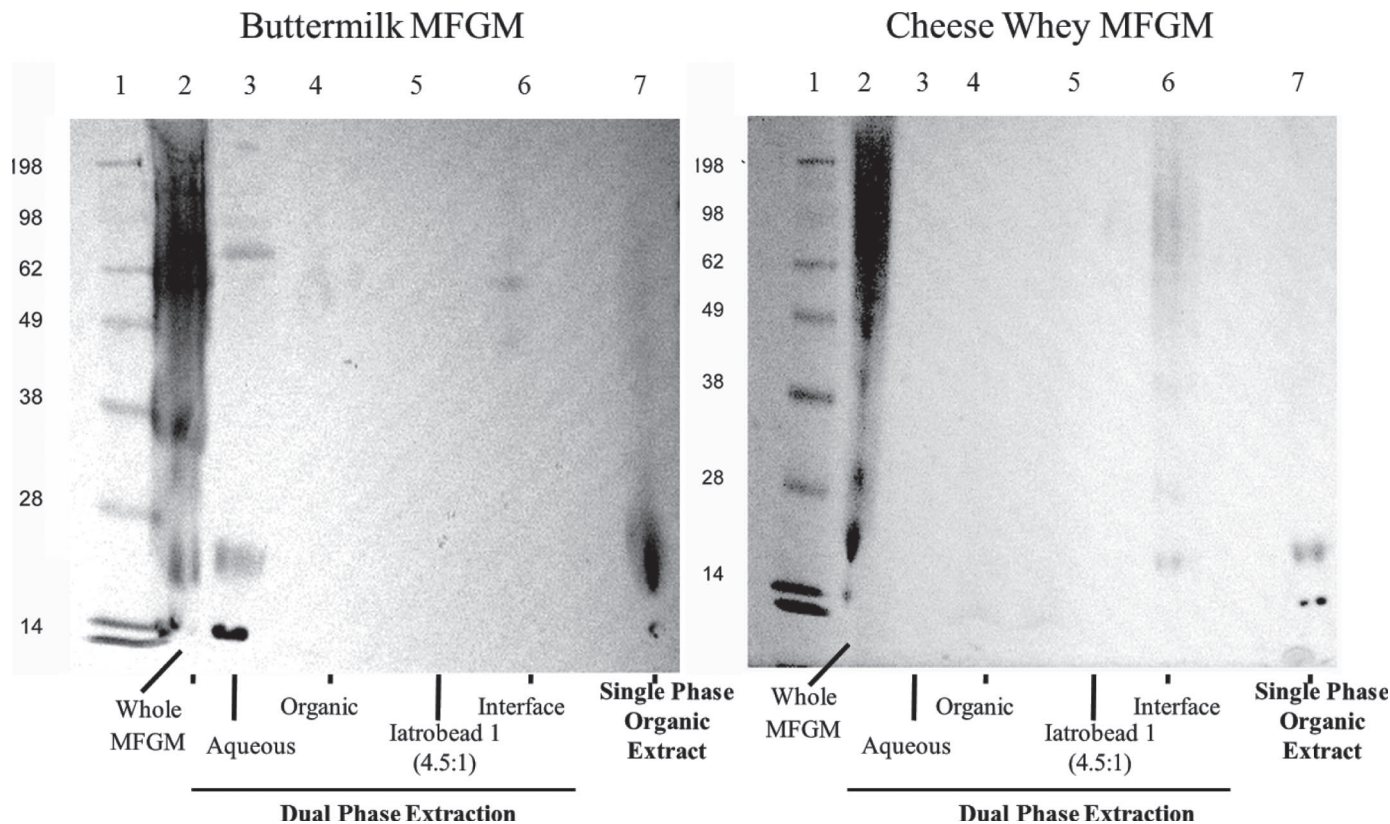 Buttermilk MFGM
1 2 3 4 5 6 7
198
98
62
49
38
28
14
Whole
MFGM
Aqueous
Organic
Iatrobead 1
(4.5:1)
Interface
Single Phase
Organic
Extract
Dual Phase Extraction
Cheese Whey MFGM
1 2 3 4 5 6 7
198
98
62
49
38
28
14
Whole
MFGM
Aqueous
Organic
Iatrobead 1
(4.5:1)
Interface
Single Phase
Organic
Extract
Dual Phase Extraction